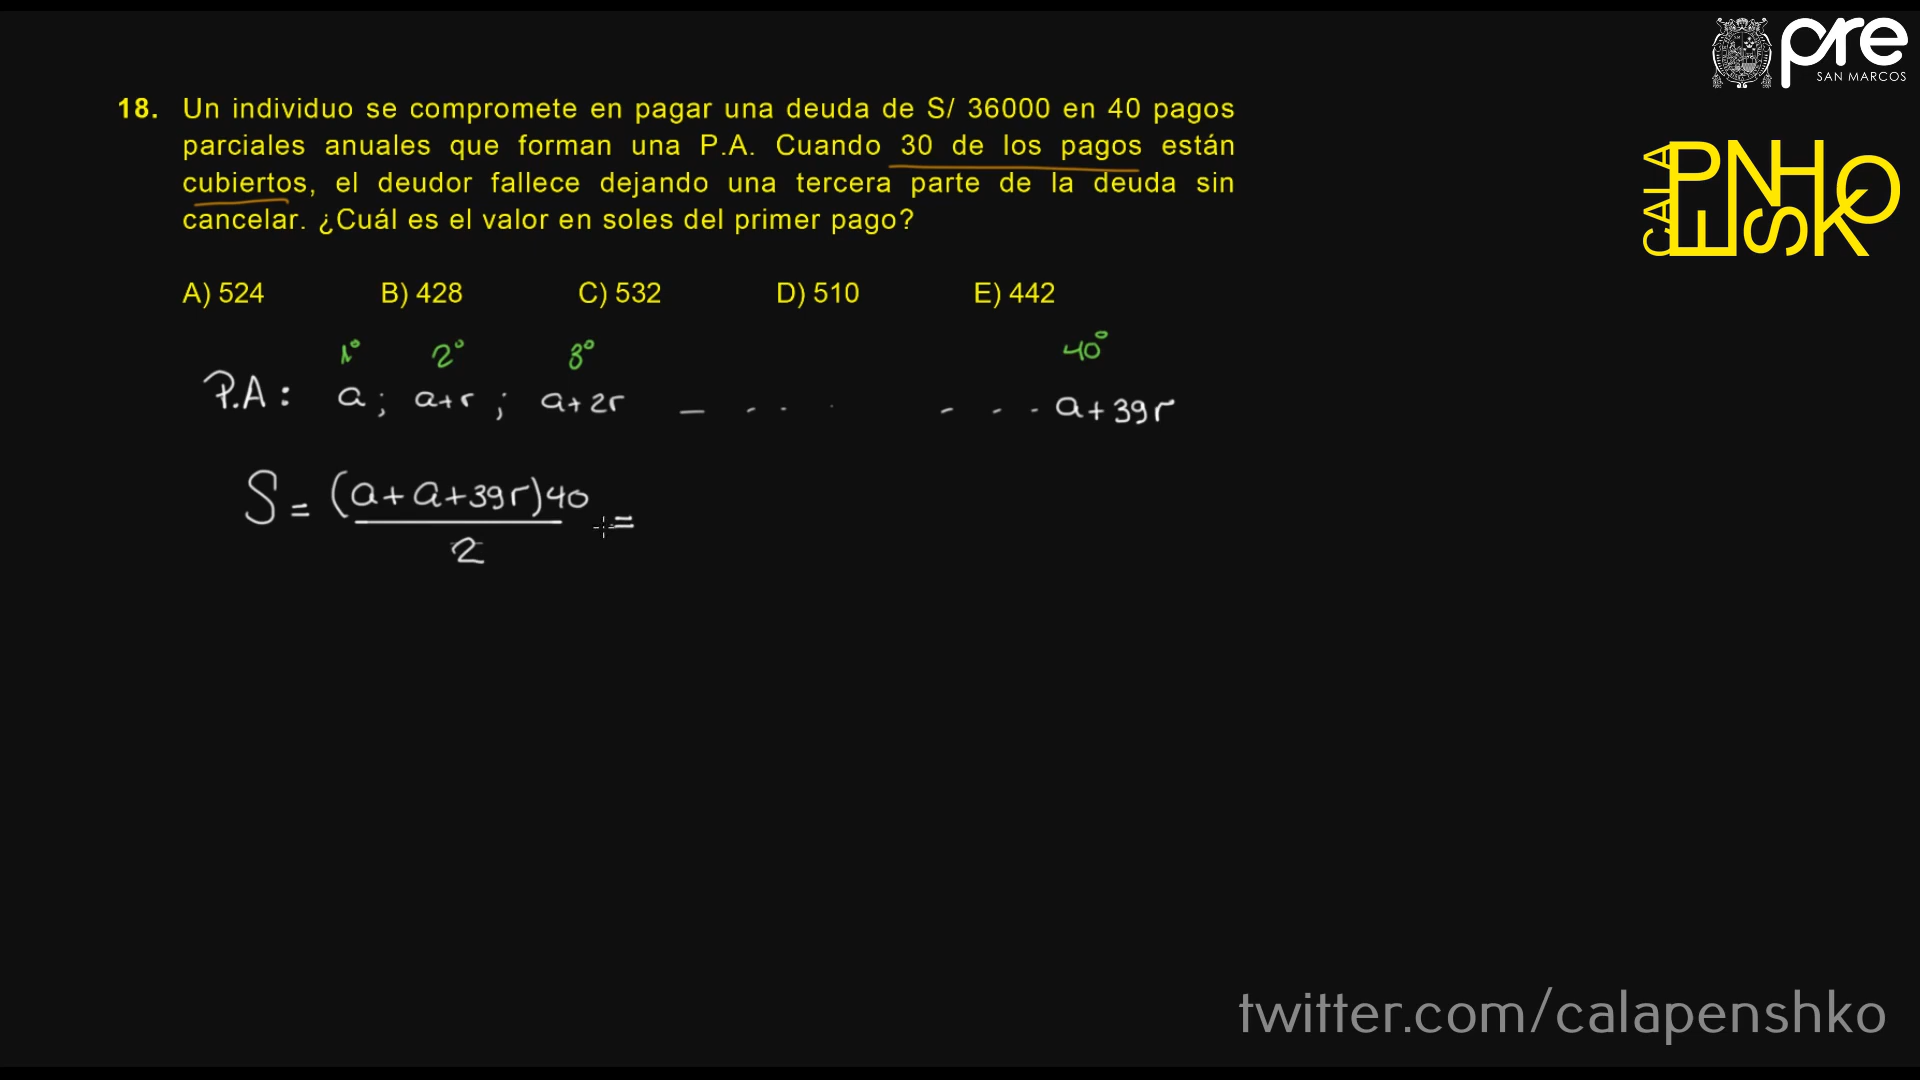 pre
SAN MARCOS
CALA
PENSHKO
18. Un individuo se compromete en pagar una deuda de S/ 36000 en 40 pagos
parciales anuales que forman una P.A. Cuando 30 de los pagos están
cubiertos, el deudor fallece dejando una tercera parte de la deuda sin
cancelar. ¿Cuál es el valor en soles del primer pago?
A) 524 B) 428 C) 532 D) 510 E) 442
1° 2° 3° 40°
P.A: a; a+r; a+2r _ . . . . . . a+39r
S = (a+a+39r)40 =
2
twitter.com/calapenshko